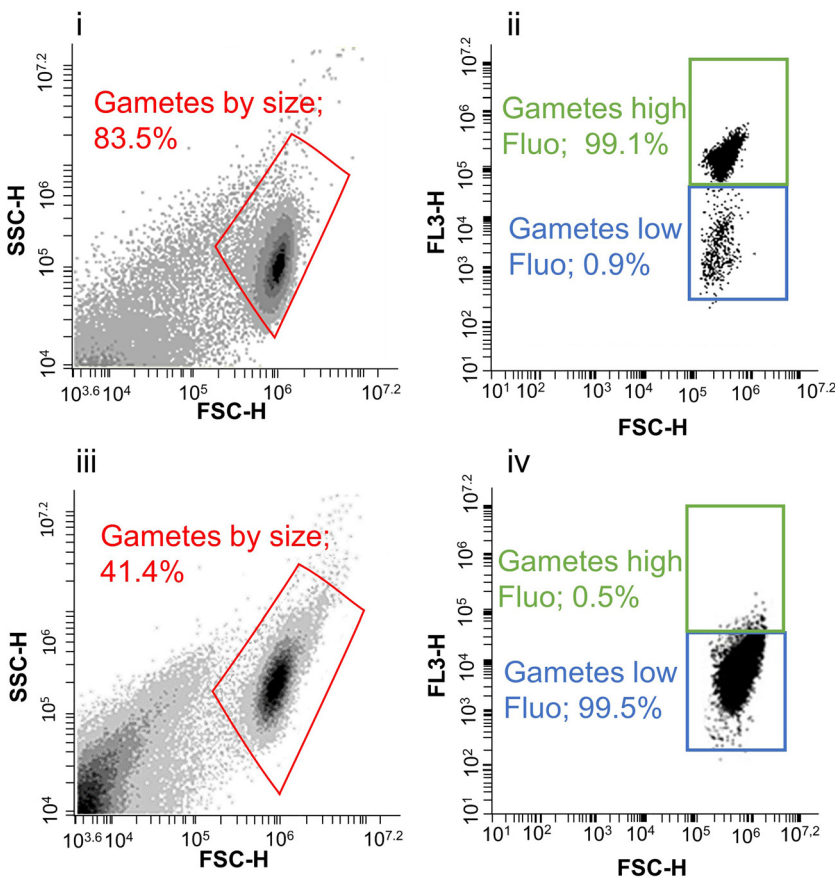 i
Gametes by size;
83.5%
10^7.2
10^6
10^5
10^4
SSC-H
10^3.6 10^4 10^5 10^6 10^7.2
FSC-H
ii
Gametes high
Fluo; 99.1%
Gametes low
Fluo; 0.9%
10^7.2
10^6
10^5
10^4
10^3
10^2
10^1
FL3-H
10^1 10^2 10^3 10^4 10^5 10^6 10^7.2
FSC-H
iii
Gametes by size;
41.4%
10^7.2
10^6
10^5
10^4
SSC-H
10^3.6 10^4 10^5 10^6 10^7.2
FSC-H
iv
Gametes high
Fluo; 0.5%
Gametes low
Fluo; 99.5%
10^7.2
10^6
10^5
10^4
10^3
10^2
10^1
FL3-H
10^1 10^2 10^3 10^4 10^5 10^6 10^7,2
FSC-H